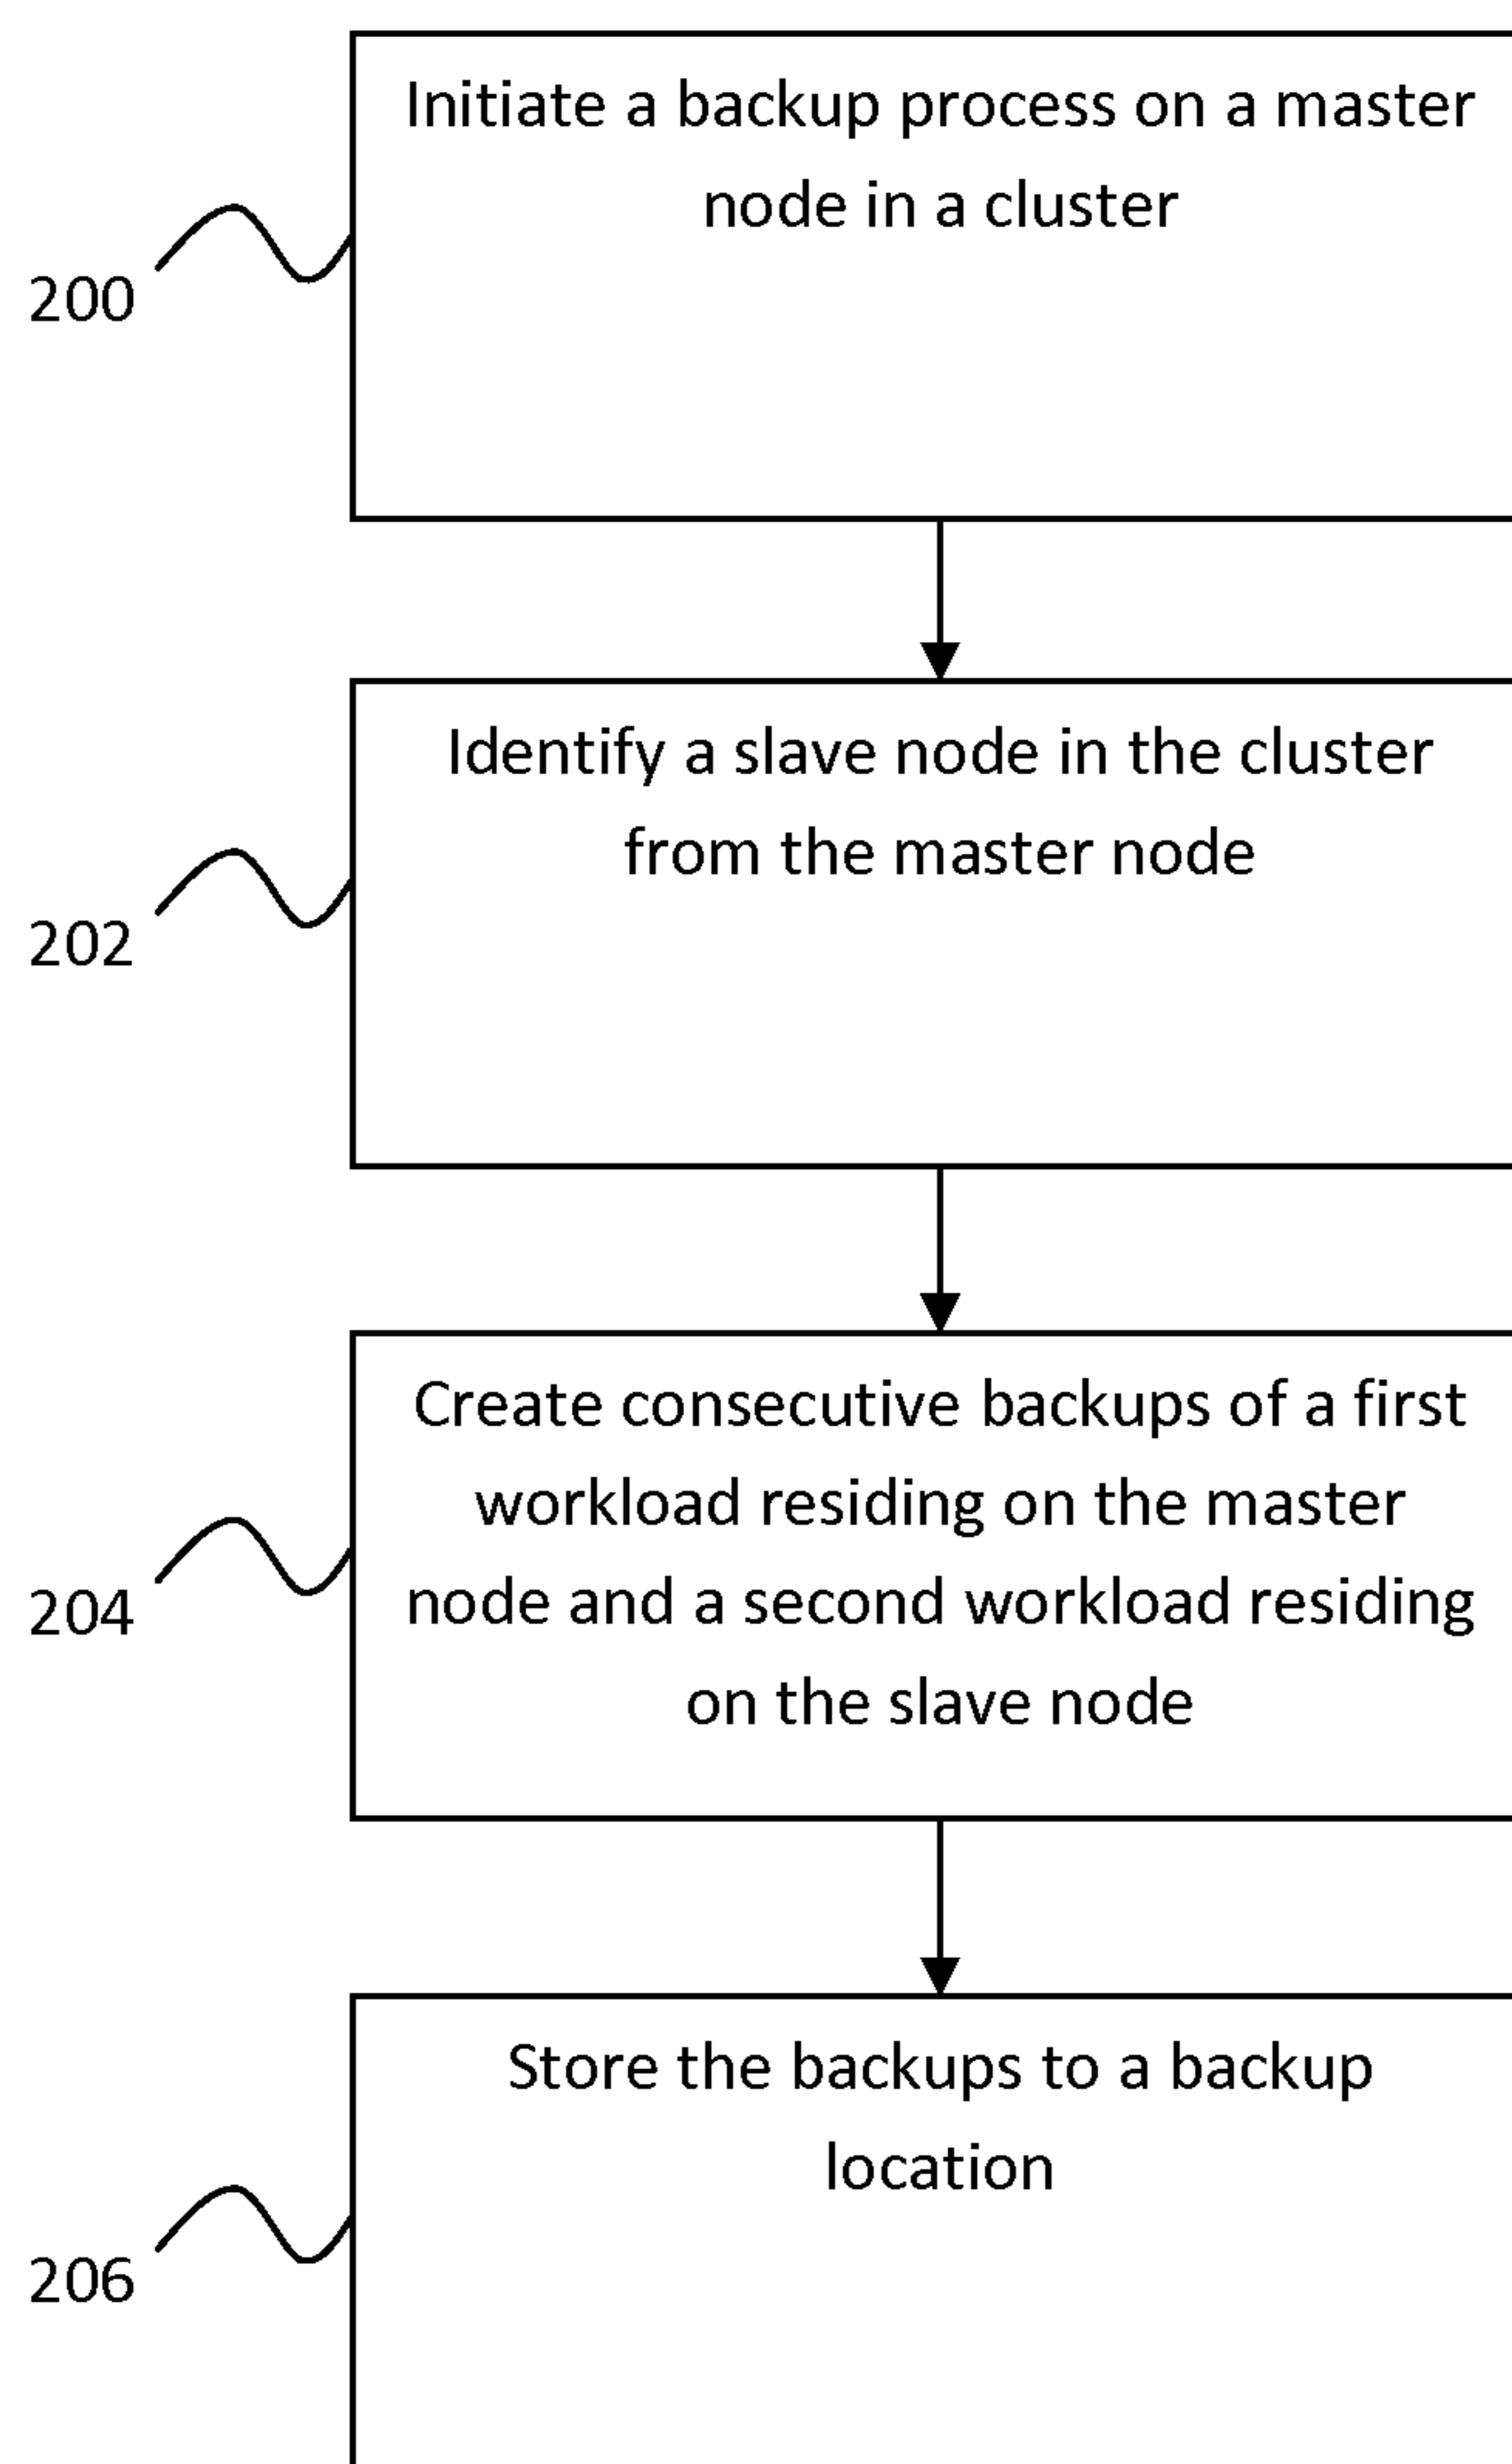 Initiate a backup process on a master
node in a cluster
200
Identify a slave node in the cluster
from the master node
202
Create consecutive backups of a first
workload residing on the master
node and a second workload residing
on the slave node
204
Store the backups to a backup
location
206